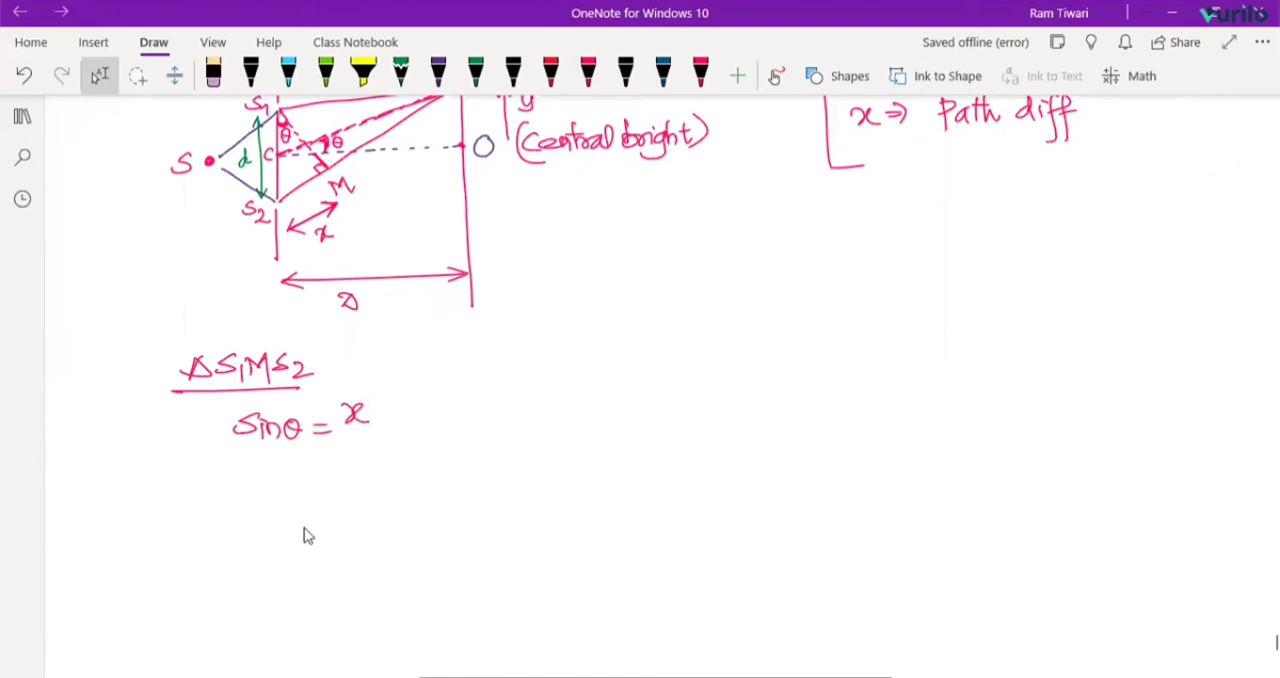 OneNote for Windows 10
Ram Tiwari
Yurilo
Home Insert Draw View Help Class Notebook
Saved offline (error)
Share
Shapes
Ink to Shape
Ink to Text
Math
S1
y
x ⇒ Path diff
θ
θ
(Central bright)
S
d
C
O
M
S2
x
D
ΔS1MS2
Sinθ = x